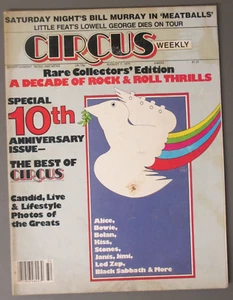 SATURDAY NIGHT'S BILL MURRAY IN 'MEATBALLS'
LITTLE FEAT'S LOWELL GEORGE DIES ON TOUR
CIRCUS
WEEKLY
Rare Collectors' Edition
A DECADE OF ROCK & ROLL THRILLS
SPECIAL
10th
ANNIVERSARY
ISSUE—
THE BEST OF
CIRCUS
Candid, Live
& Lifestyle
Photos of
the Greats
Alice,
Bowie,
Bolan,
Kiss,
Stones,
Janis, Jimi,
Led Zep,
Black Sabbath & More